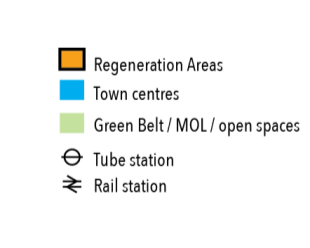 Regeneration Areas
Town centres
Green Belt / MOL / open spaces
Tube station
Rail station